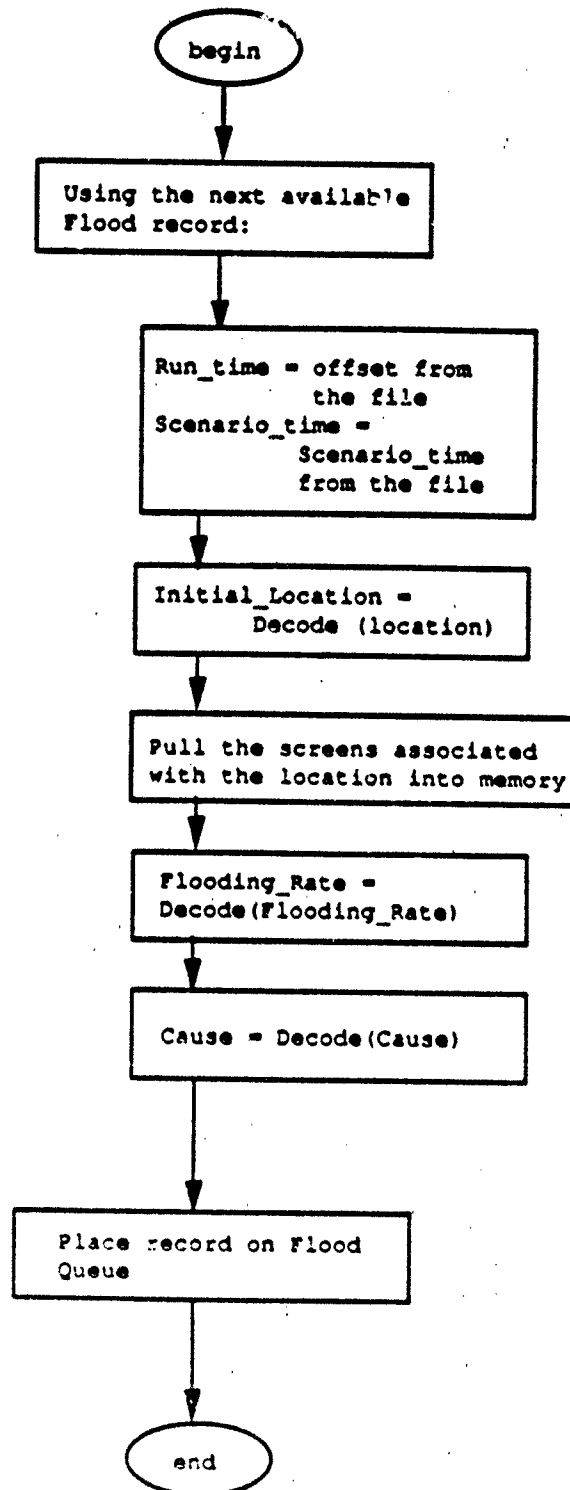 begin
Using the next available
Flood record:
Run_time = offset from
the file
Scenario_time =
Scenario_time
from the file
Initial_Location =
Decode (location)
Pull the screens associated
with the location into memory
Flooding_Rate =
Decode(Flooding_Rate)
Cause = Decode(Cause)
Place record on Flood
Queue
end